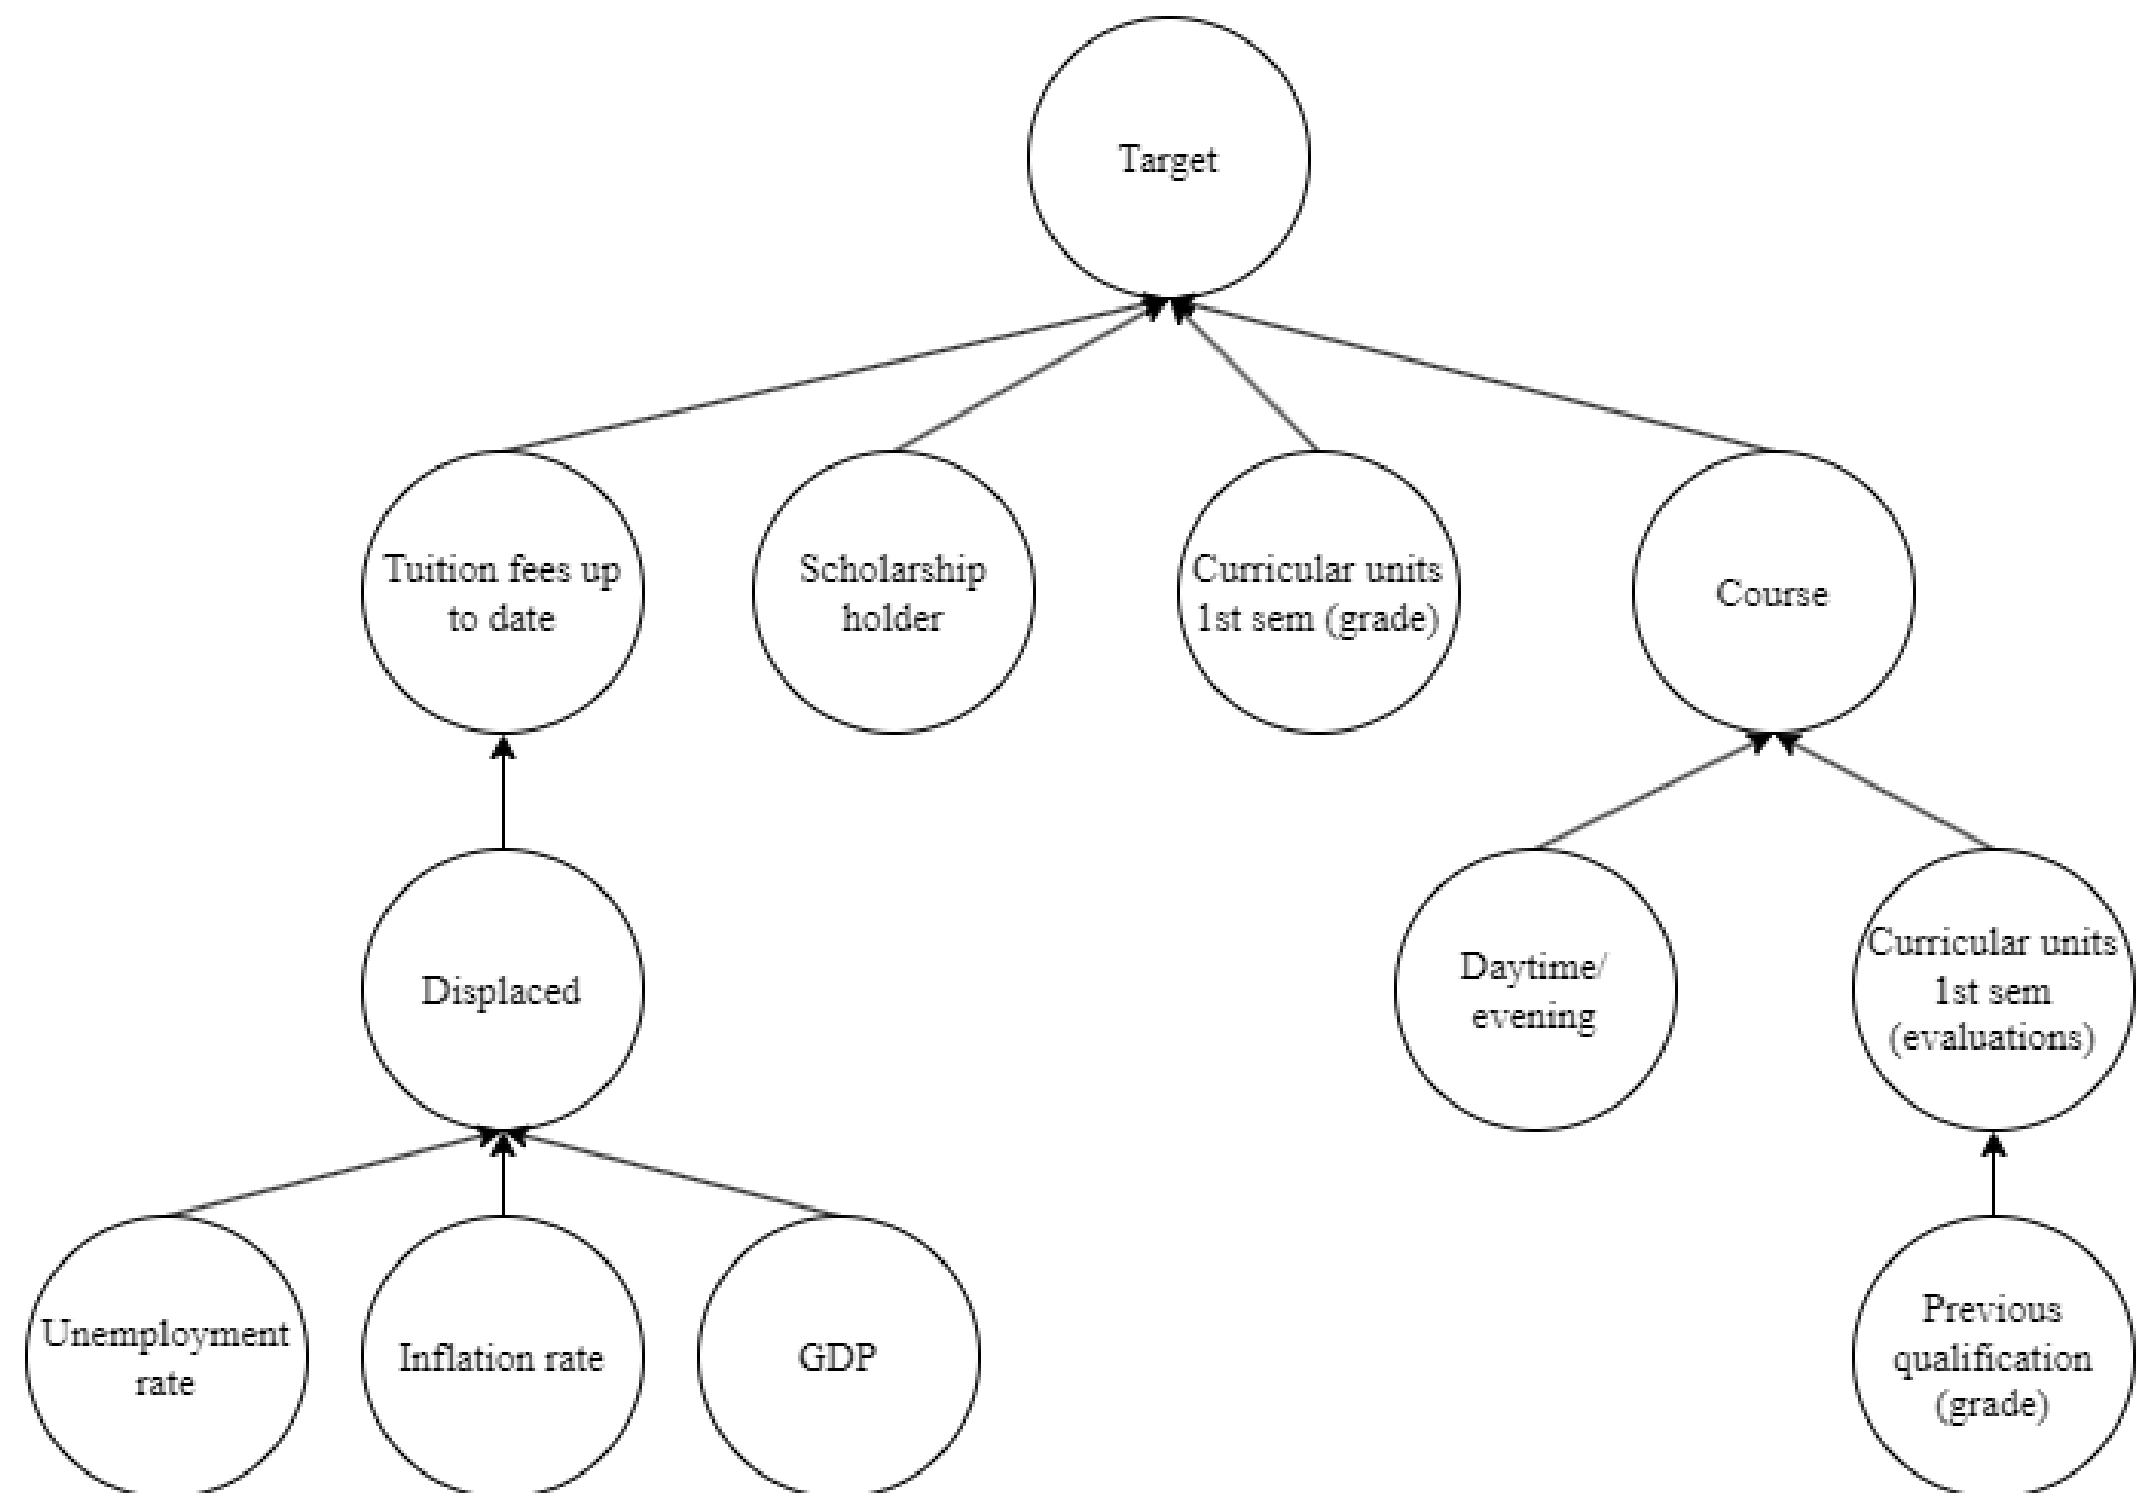 Target
Tuition fees up
to date
Scholarship
holder
Curricular units
1st sem (grade)
Course
Displaced
Daytime/
evening
Curricular units
1st sem
(evaluations)
Unemployment
rate
Inflation rate
GDP
Previous
qualification
(grade)